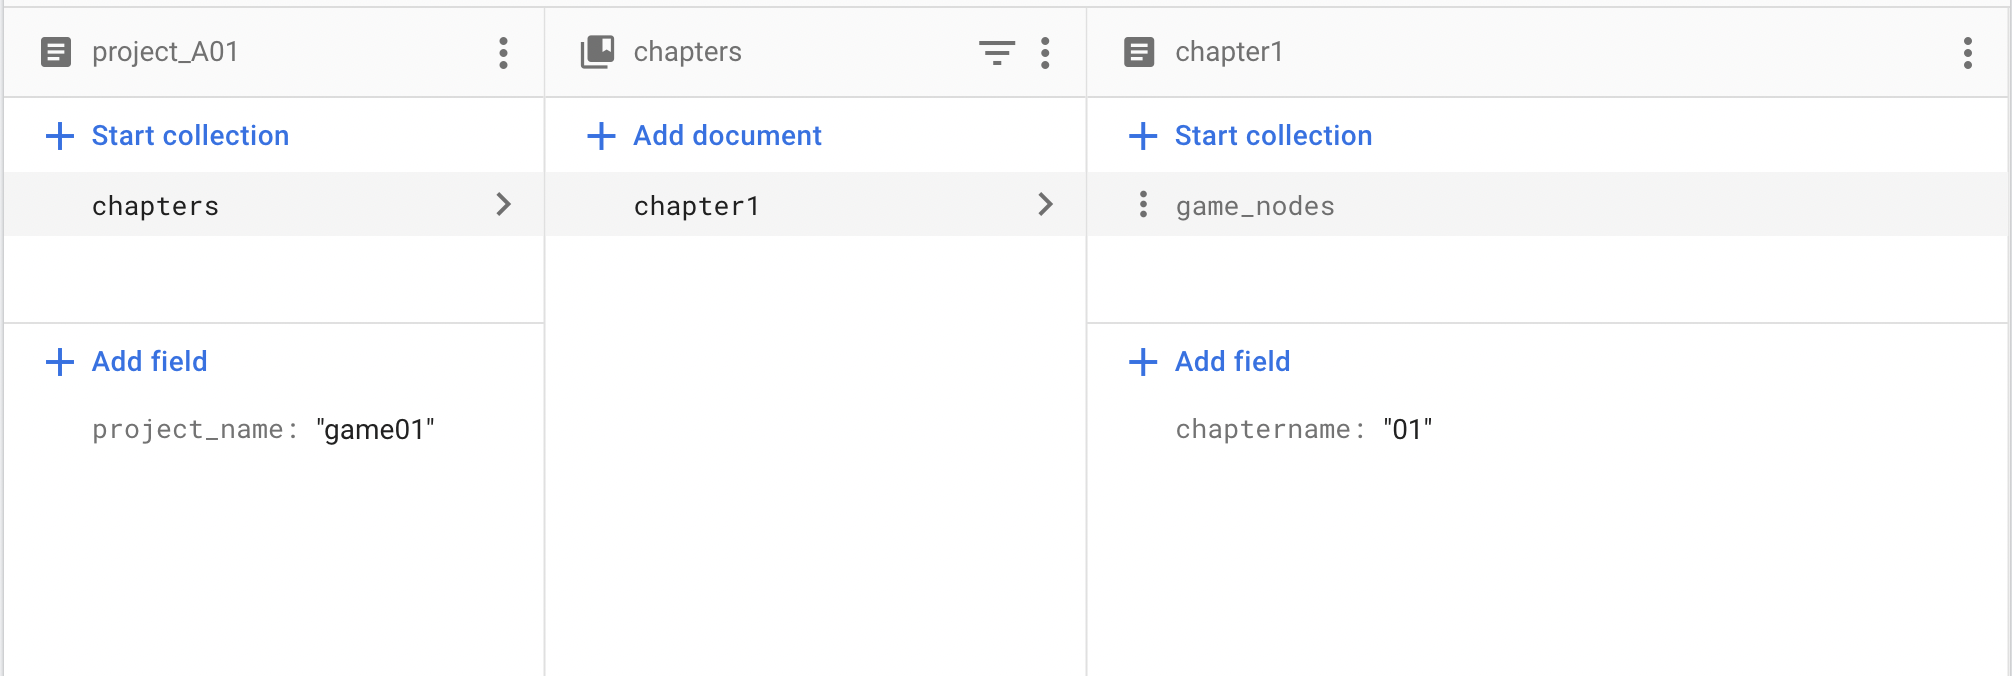 project_A01
Start collection
chapters
Add field
project_name: "game01"
chapters
Add document
chapter1
chapter1
Start collection
game_nodes
Add field
chaptername: "01"